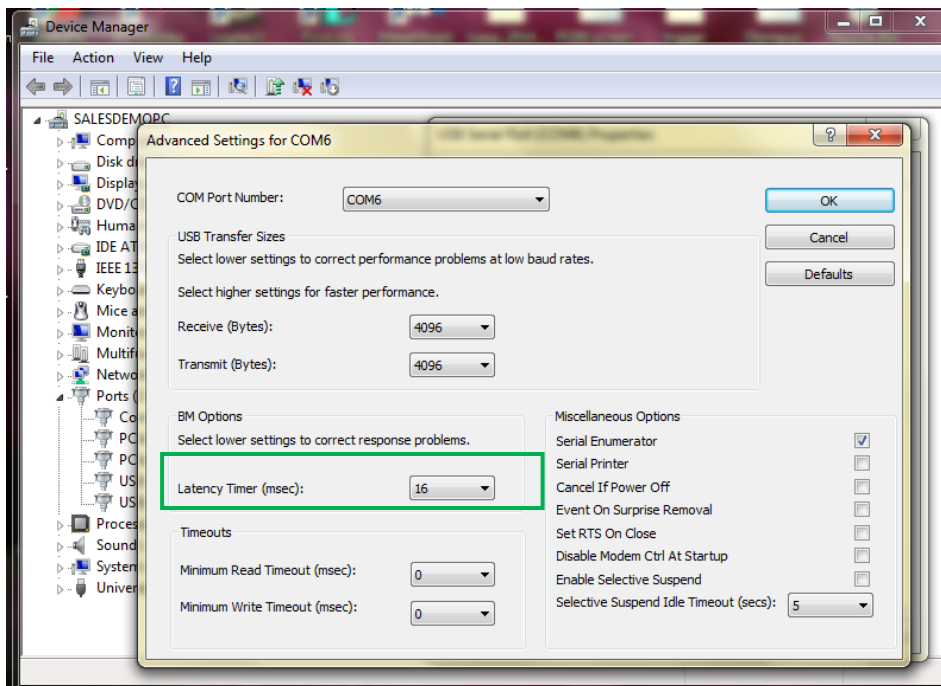 Device Manager
File Action View Help
SALESDEMOPC
Comp
Disk d
Display
DVD/C
Huma
IDE AT
IEEE 13
Keybo
Mice a
Monit
Multif
Netwo
Ports (
Co
PC
PC
US
US
Proces
Sound
System
Univer
Advanced Settings for COM6
COM Port Number: COM6
OK
Cancel
Defaults
USB Transfer Sizes
Select lower settings to correct performance problems at low baud rates.
Select higher settings for faster performance.
Receive (Bytes): 4096
Transmit (Bytes): 4096
BM Options
Select lower settings to correct response problems.
Latency Timer (msec): 16
Timeouts
Minimum Read Timeout (msec): 0
Minimum Write Timeout (msec): 0
Miscellaneous Options
Serial Enumerator
Serial Printer
Cancel If Power Off
Event On Surprise Removal
Set RTS On Close
Disable Modem Ctrl At Startup
Enable Selective Suspend
Selective Suspend Idle Timeout (secs): 5